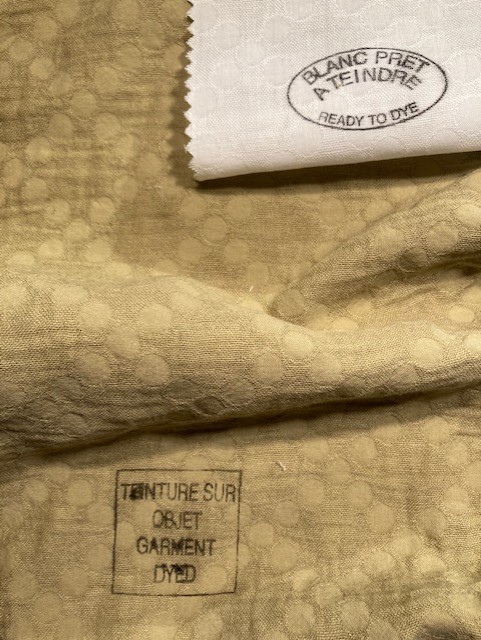 BLANC PRET
A TEINDRE
READY TO DYE
TEINTURE SUR
OBJET
GARMENT
DYED